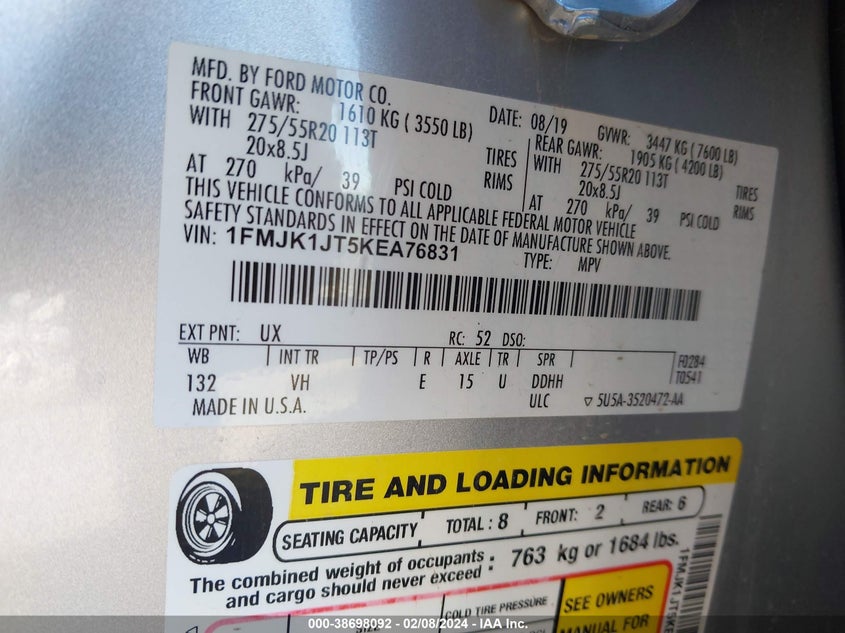 MFD. BY FORD MOTOR CO.
DATE: 08/19 GVWR: 3447 KG ( 7600 LB)
FRONT GAWR: 1610 KG ( 3550 LB) REAR GAWR: 1905 KG ( 4200 LB)
WITH 275/55R20 113T TIRES WITH 275/55R20 113T TIRES
20x8.5J RIMS 20x8.5J RIMS
AT 270 kPa/ 39 PSI COLD AT 270 kPa/ 39 PSI COLD
THIS VEHICLE CONFORMS TO ALL APPLICABLE FEDERAL MOTOR VEHICLE
SAFETY STANDARDS IN EFFECT ON THE DATE OF MANUFACTURE SHOWN ABOVE.
VIN: 1FMJK1JT5KEA76831 TYPE: MPV
EXT PNT: UX RC: 52 DSO:
WB INT TR TP/PS R AXLE TR SPR F0284
132 VH E 15 U DDHH T0541
MADE IN U.S.A. ULC ▽ 5U5A-3520472-AA
TIRE AND LOADING INFORMATION
SEATING CAPACITY TOTAL : 8 FRONT: 2 REAR: 6
The combined weight of occupants
and cargo should never exceed : 763 kg or 1684 lbs.
COLD TIRE PRESSURE
SEE OWNERS
MANUAL FOR
000-38698092 - 02/08/2024 - IAA Inc.